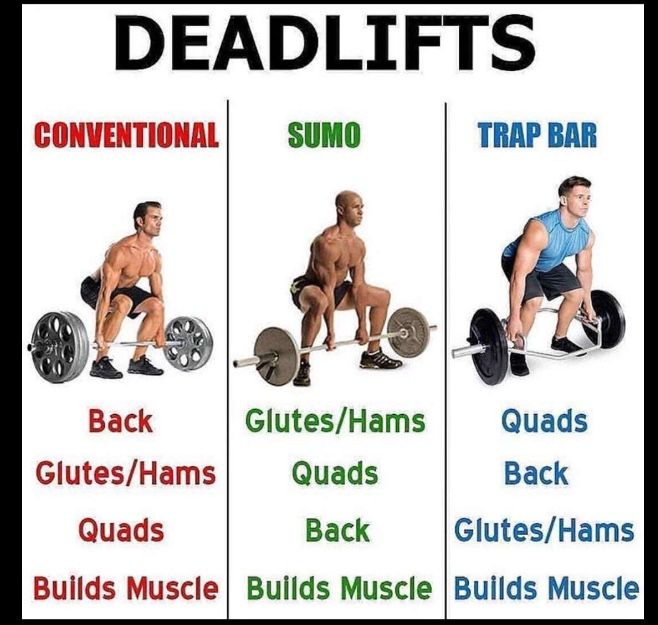 DEADLIFTS
CONVENTIONAL
SUMO
TRAP BAR
Back
Glutes/Hams
Quads
Glutes/Hams
Quads
Back
Quads
Back
Glutes/Hams
Builds Muscle
Builds Muscle
Builds Muscle